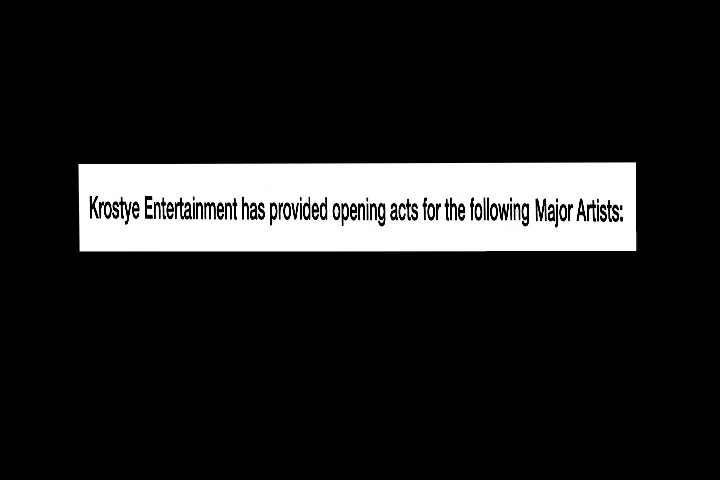 Krostye Entertainment has provided opening acts for the following Major Artists: